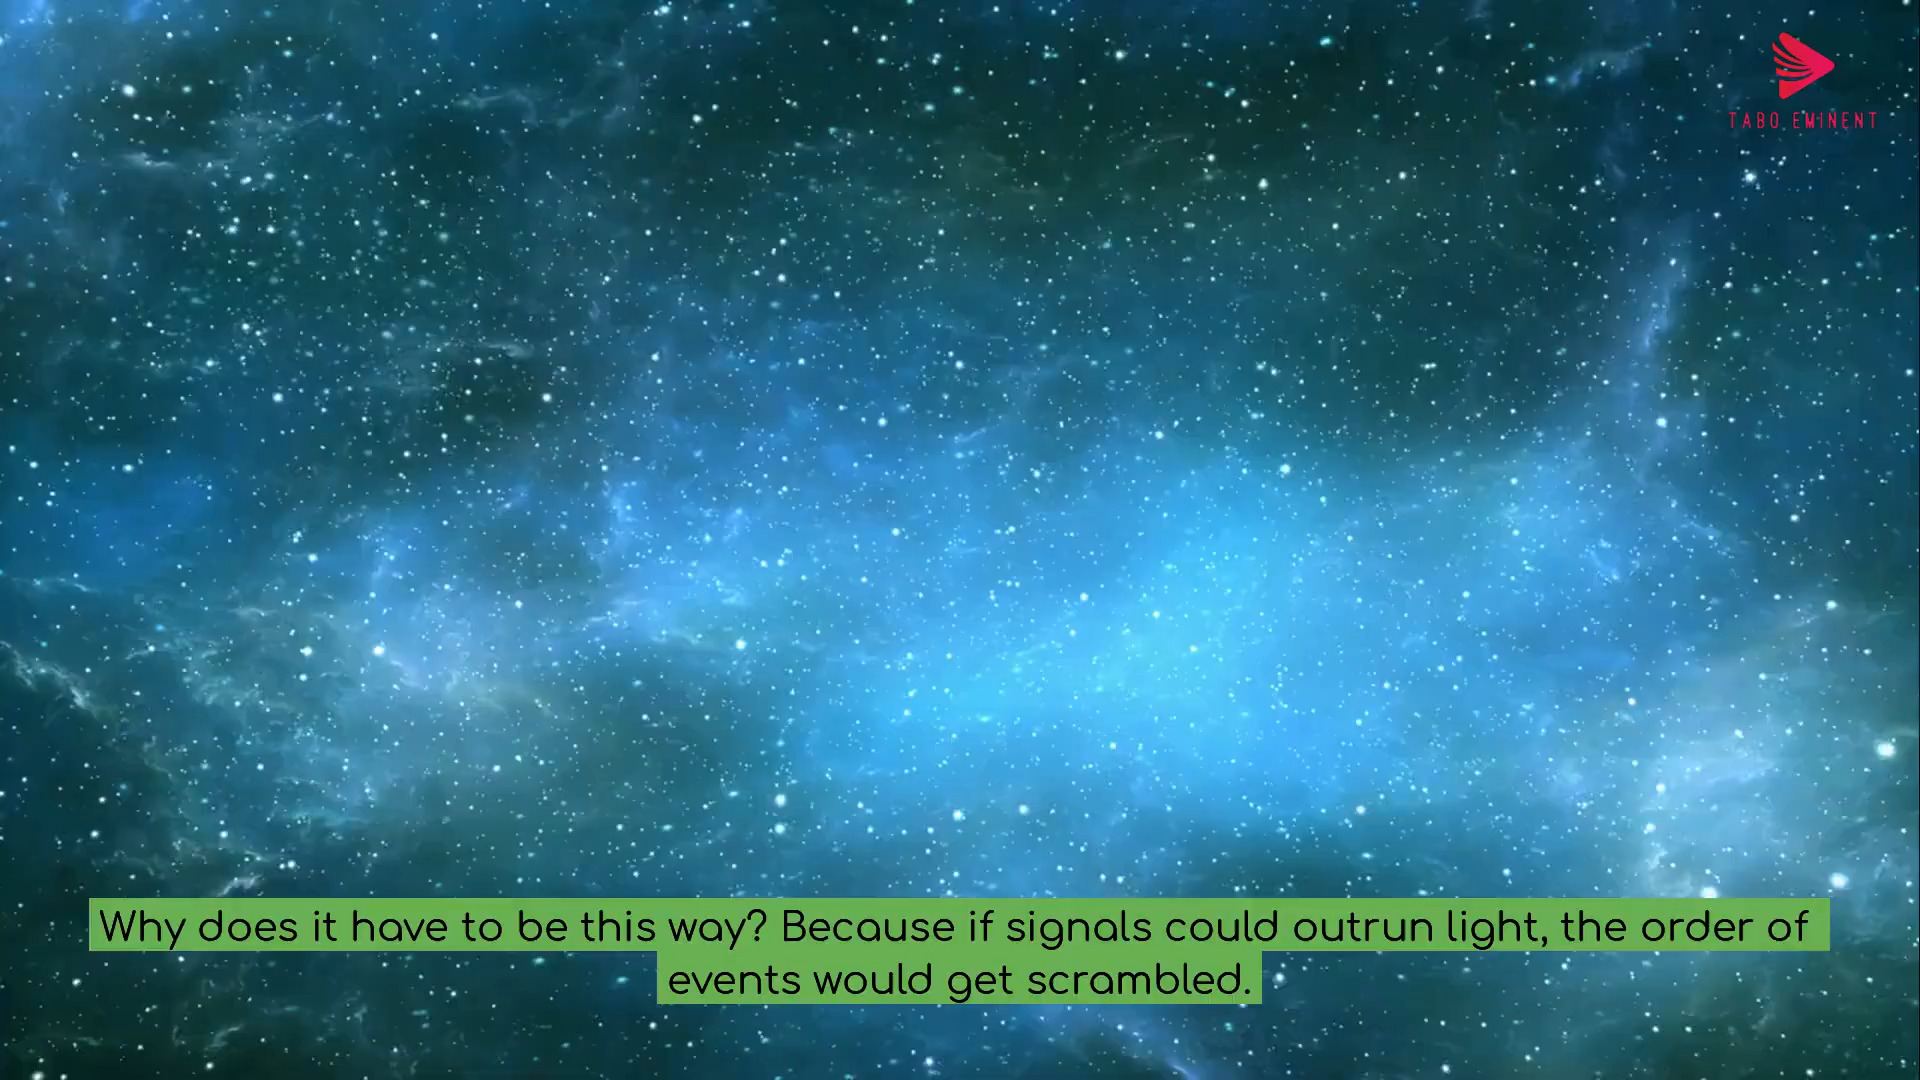 TABO EMINENT
Why does it have to be this way? Because if signals could outrun light, the order of
events would get scrambled.